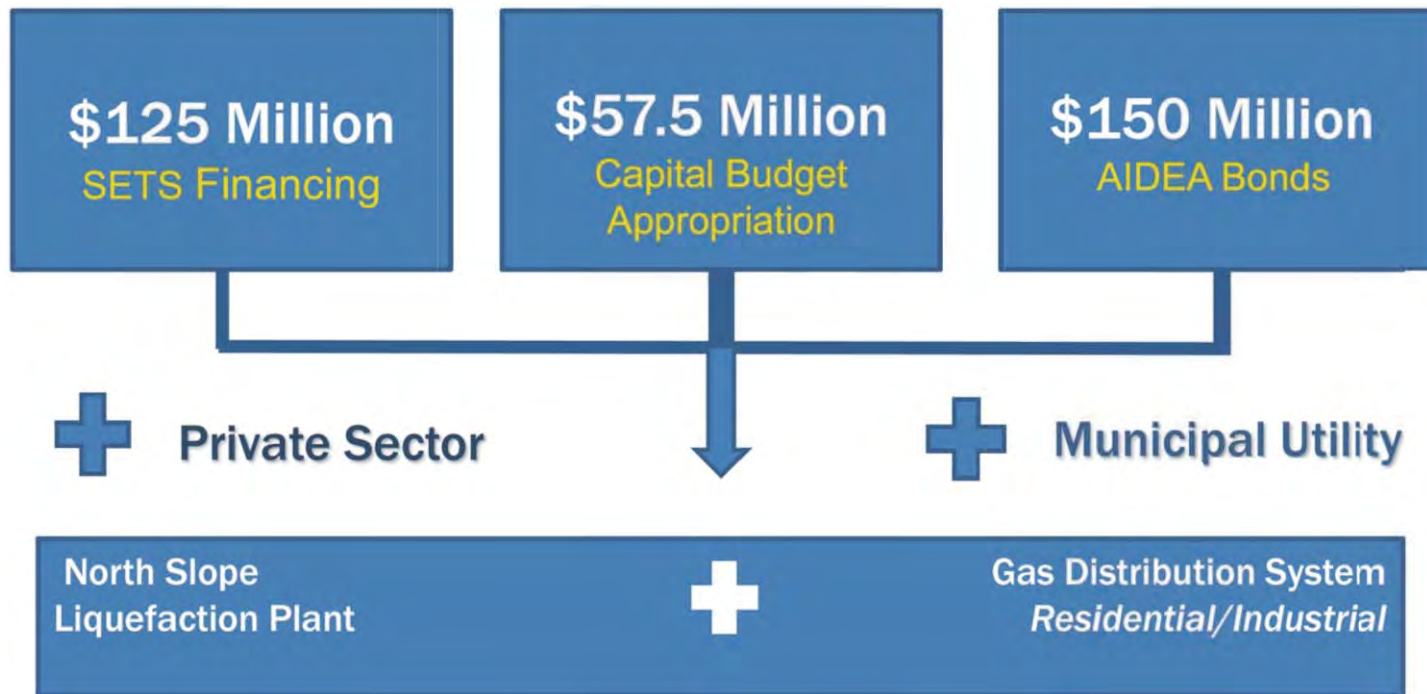 $125 Million
SETS Financing
$57.5 Million
Capital Budget
Appropriation
$150 Million
AIDEA Bonds
Private Sector
Municipal Utility
North Slope
Liquefaction Plant
Gas Distribution System
Residential/Industrial